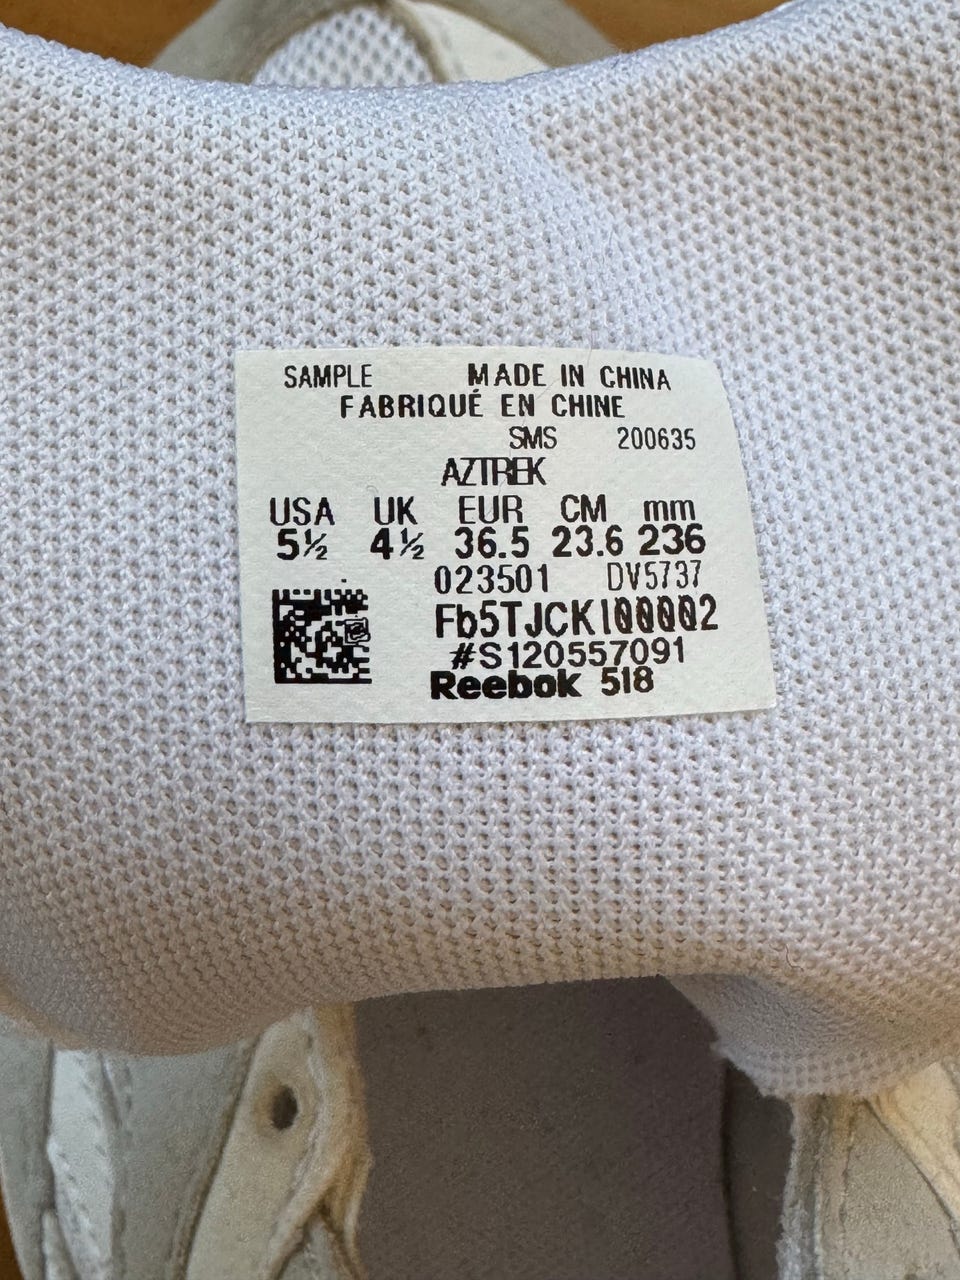 SAMPLE MADE IN CHINA
FABRIQUÉ EN CHINE
SMS 200635
AZTREK
USA UK EUR CM mm
5½ 4½ 36.5 23.6 236
023501 DV5737
Fb5TJCKI00002
#S120557091
Reebok 518